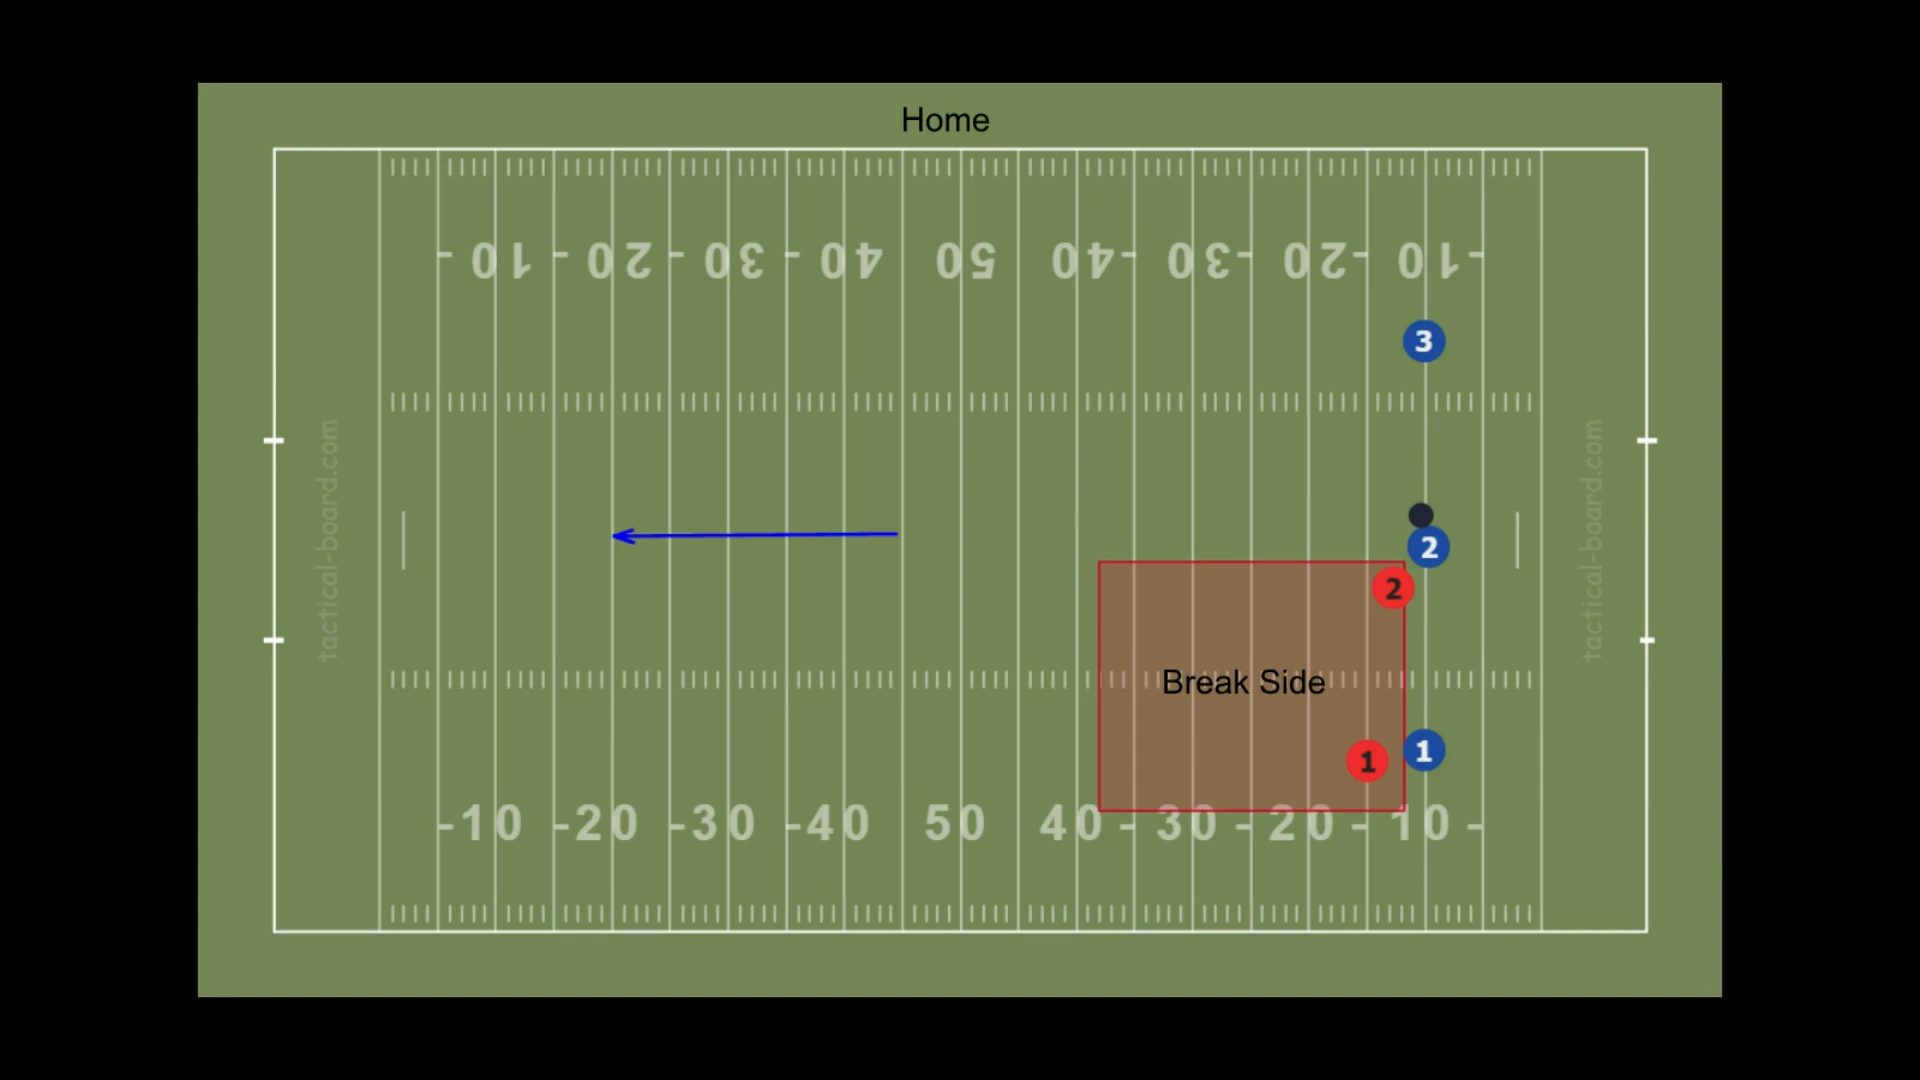 Home
- 10 - 20 - 30 - 40 50 40 - 30 - 20 - 10 -
3
tactical-board.com
tactical-board.com
2
2
Break Side
1
1
-10 -20 -30 -40 50 40 - 30 - 20 - 10 -